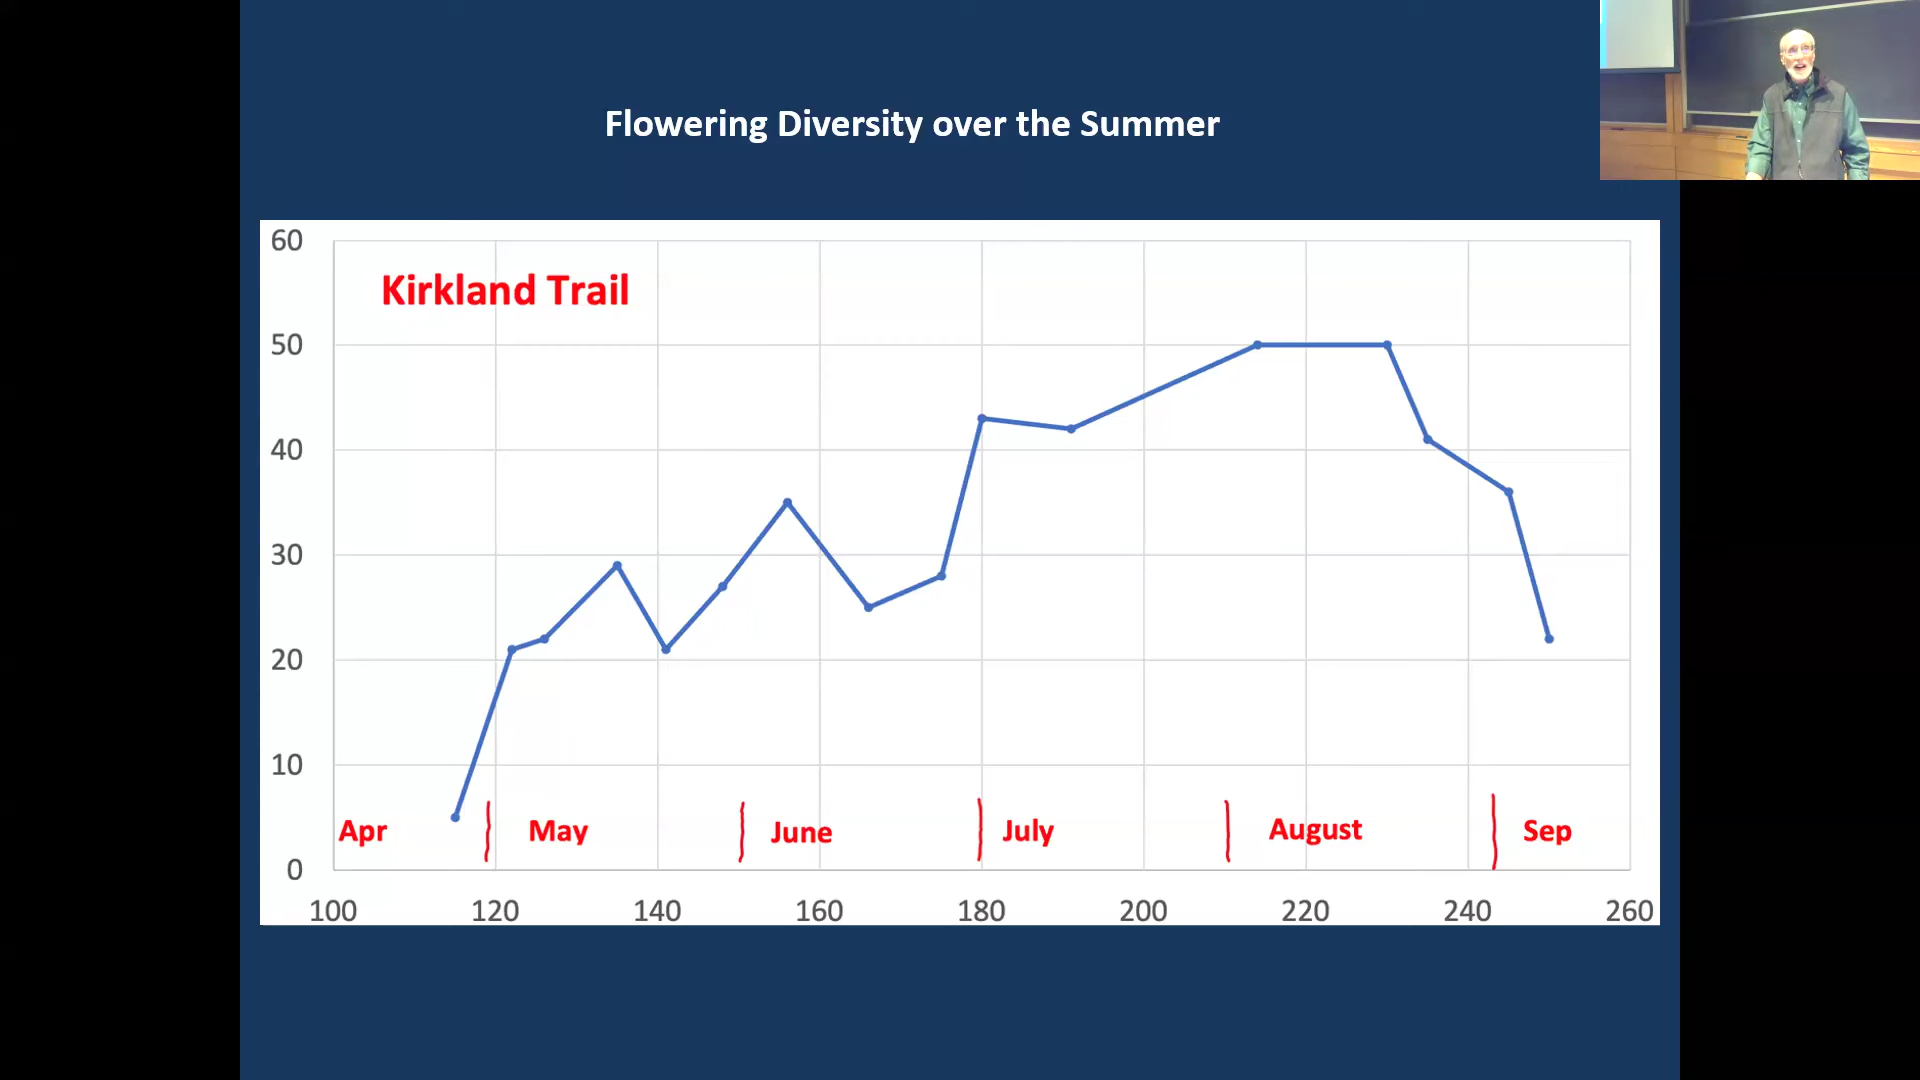 Flowering Diversity over the Summer
60
Kirkland Trail
50
40
30
20
10
Apr May June July August Sep
0
100 120 140 160 180 200 220 240 260